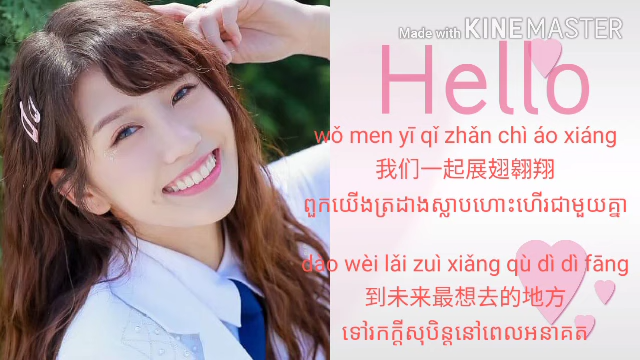 Made with KINEMASTER
Hello
wǒ men yī qǐ zhǎn chì áo xiáng
我们一起展翅翱翔
ពួកយើងត្រដាងស្លាបហោះហើរជាមួយគ្នា
dào wèi lǎi zuì xiǎng qù dì dì fāng
到未来最想去的地方
ទៅរកក្ដីសុបិន្តនៅពេលអនាគត